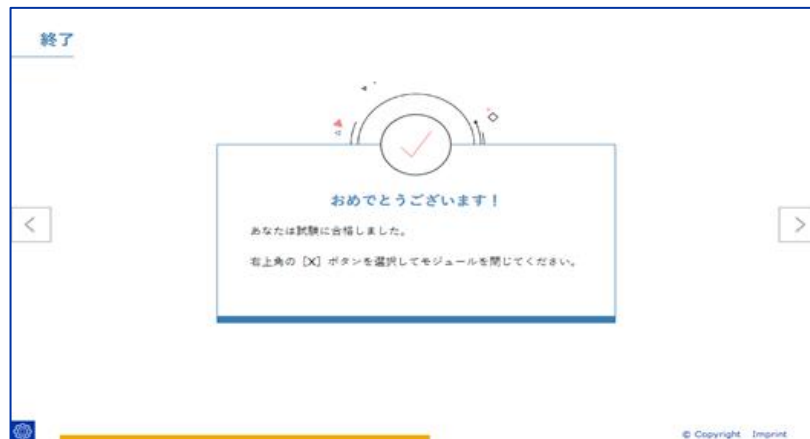 終了
おめでとうございます！
あなたは試験に合格しました。
右上角の［X］ボタンを選択してモジュールを閉じてください。
© Copyright Imprint